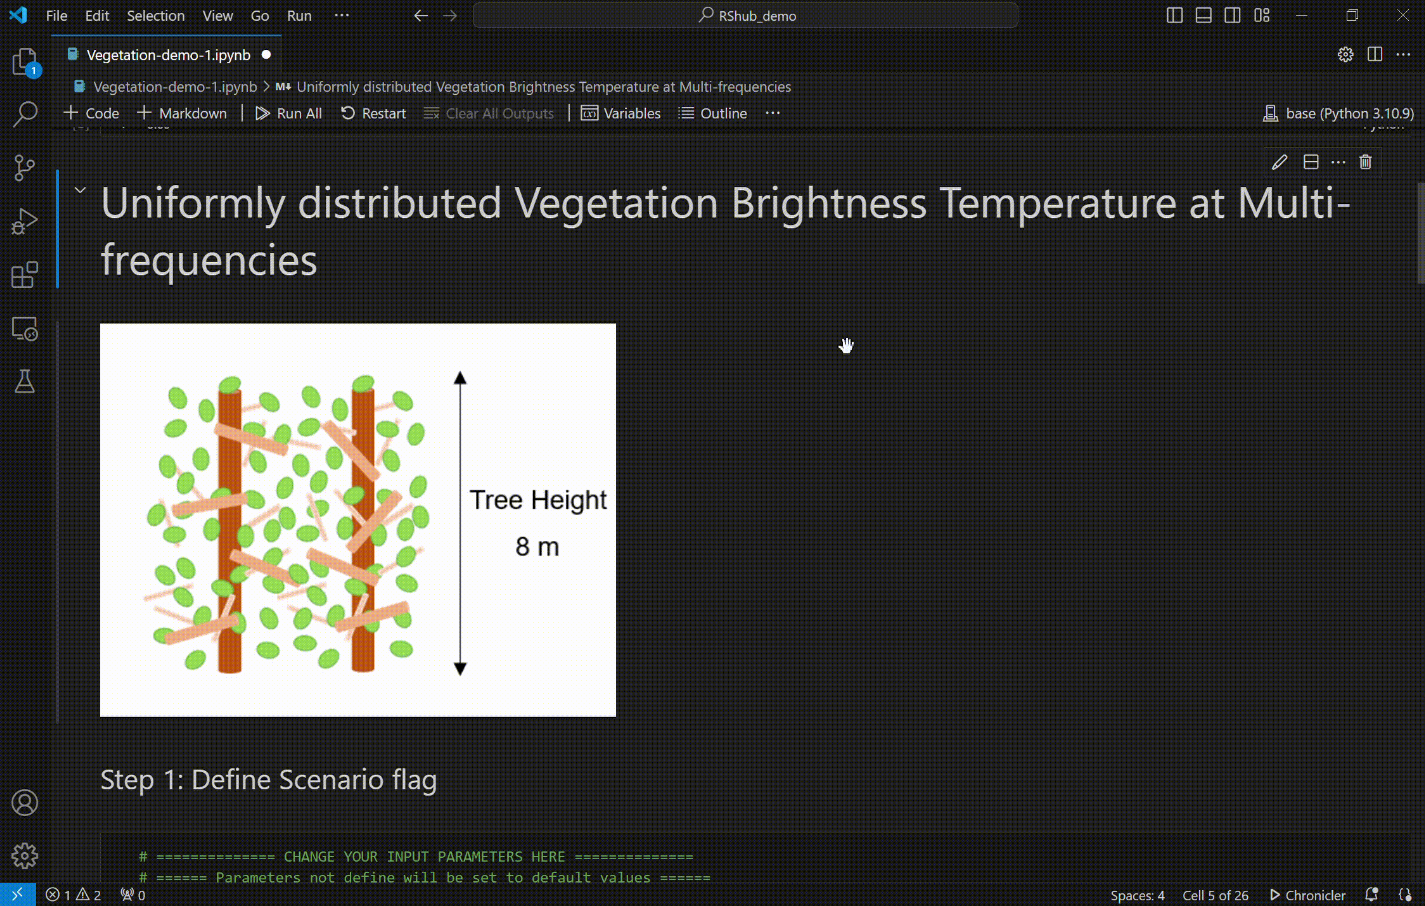 File Edit Selection View Go Run ···
RShub_demo
1
Vegetation-demo-1.ipynb
Vegetation-demo-1.ipynb > M↓ Uniformly distributed Vegetation Brightness Temperature at Multi-frequencies
+ Code + Markdown | Run All Restart Clear All Outputs | Variables Outline ··· base (Python 3.10.9)
Uniformly distributed Vegetation Brightness Temperature at Multi-
frequencies
Tree Height
8 m
Step 1: Define Scenario flag
# ============== CHANGE YOUR INPUT PARAMETERS HERE ==============
# ====== Parameters not define will be set to default values ======
1 2 0 Spaces: 4 Cell 5 of 26 Chronicler